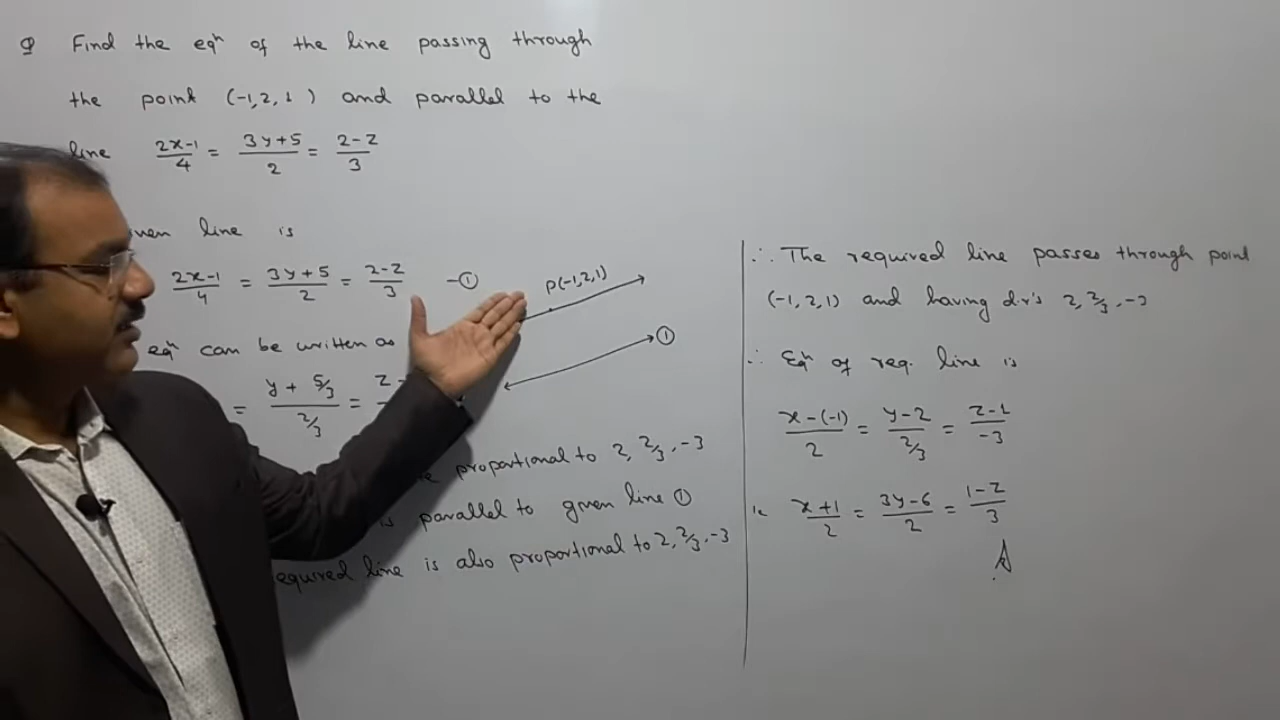 Q Find the eqⁿ of the line passing through
the point (-1, 2, 1) and parallel to the
line (2x-1)/4 = (3y+5)/2 = (2-z)/3
line is
(2x-1)/4 = (3y+5)/2 = (2-z)/3 -①
eqⁿ can be written as
= (y + 5/3)/(2/3) =
P(-1,2,1)
①
proportional to 2, 2/3, -3
is parallel to given line ①
required line is also proportional to 2, 2/3, -3
∴ The required line passes through point
(-1, 2, 1) and having d.r's 2, 2/3, -3
∴ Eqⁿ of req. line is
(x-(-1))/2 = (y-2)/(2/3) = (z-1)/-3
ie (x+1)/2 = (3y-6)/2 = (1-z)/3